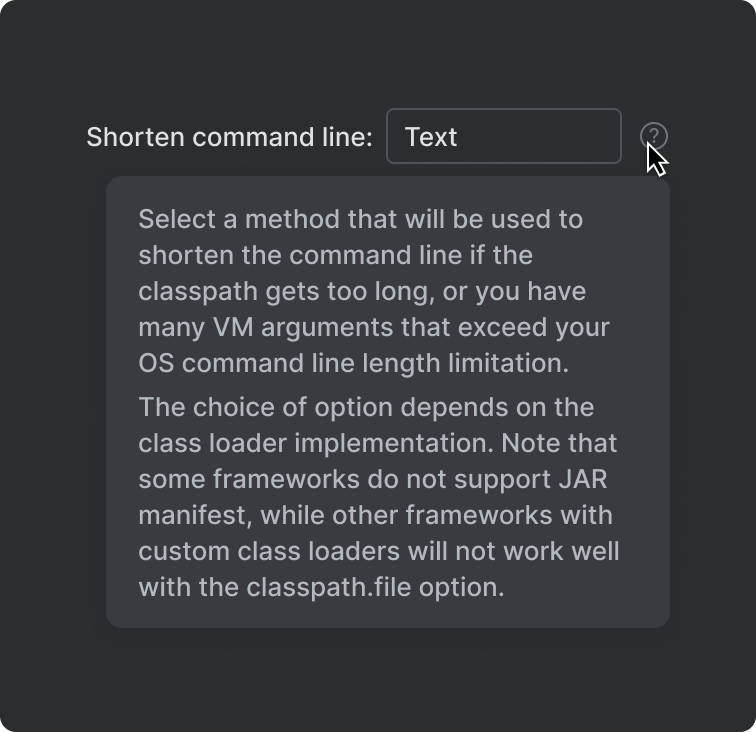 Shorten command line: Text ?
Select a method that will be used to
shorten the command line if the
classpath gets too long, or you have
many VM arguments that exceed your
OS command line length limitation.
The choice of option depends on the
class loader implementation. Note that
some frameworks do not support JAR
manifest, while other frameworks with
custom class loaders will not work well
with the classpath.file option.